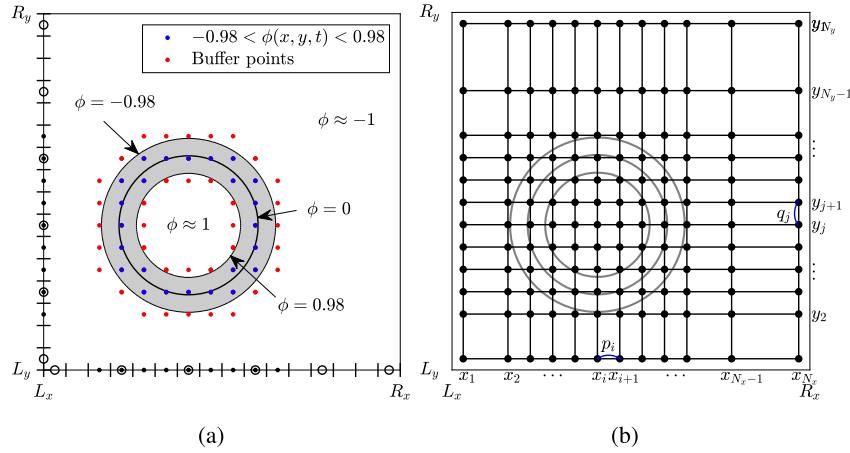 R_y
−0.98 < ϕ(x, y, t) < 0.98
Buffer points
ϕ = −0.98
ϕ ≈ −1
ϕ ≈ 1
ϕ = 0
ϕ = 0.98
L_y
L_x
R_x
(a)
R_y
y_{N_y}
y_{N_y−1}
⋮
y_{j+1}
q_j
y_j
⋮
y_2
p_i
L_y
x_1 x_2 ⋯ x_i x_{i+1} ⋯ x_{N_x−1} x_{N_x}
L_x
R_x
(b)